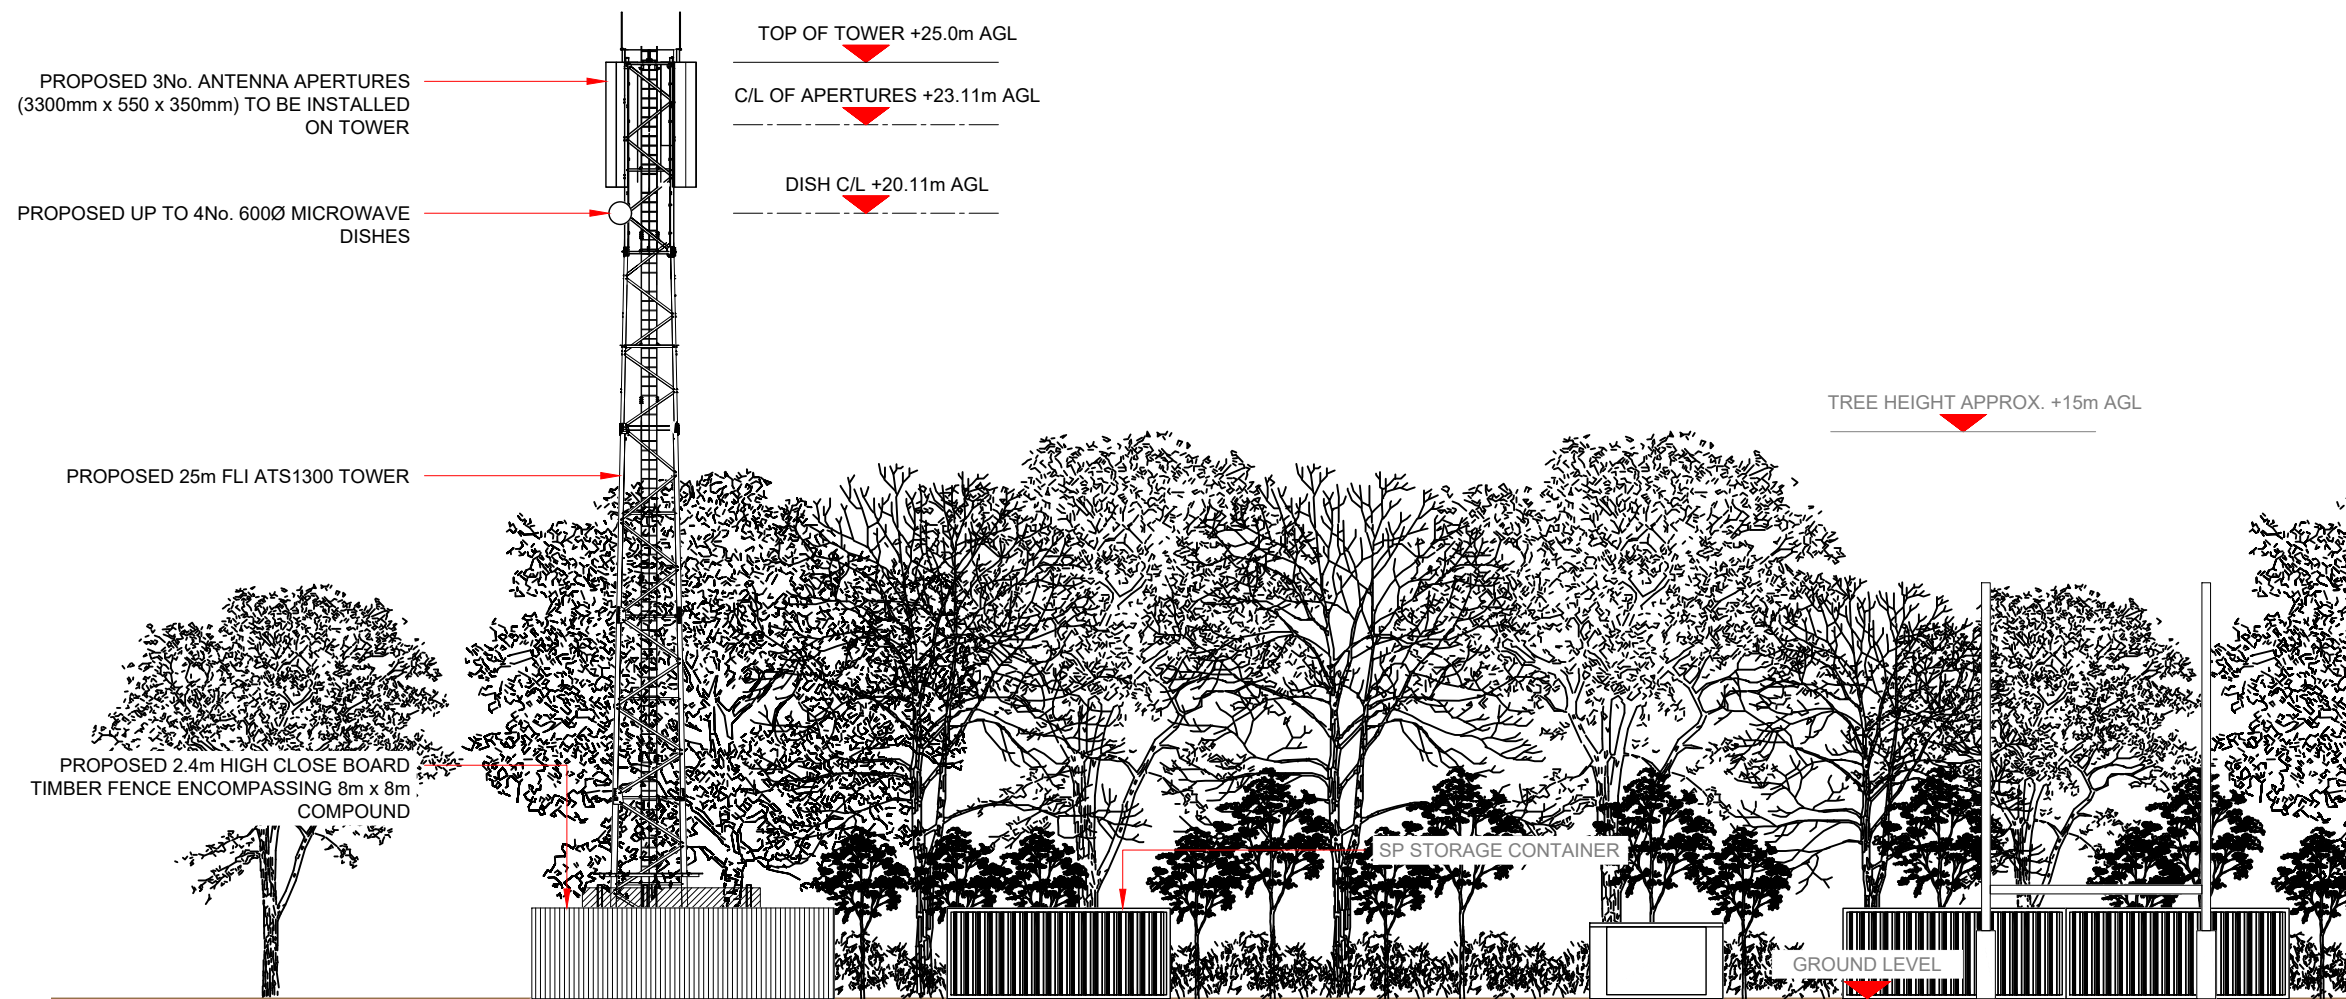 TOP OF TOWER +25.0m AGL
PROPOSED 3No. ANTENNA APERTURES
(3300mm x 550 x 350mm) TO BE INSTALLED
ON TOWER
C/L OF APERTURES +23.11m AGL
DISH C/L +20.11m AGL
PROPOSED UP TO 4No. 600Ø MICROWAVE
DISHES
TREE HEIGHT APPROX. +15m AGL
PROPOSED 25m FLI ATS1300 TOWER
PROPOSED 2.4m HIGH CLOSE BOARD
TIMBER FENCE ENCOMPASSING 8m x 8m
COMPOUND
SP STORAGE CONTAINER
GROUND LEVEL